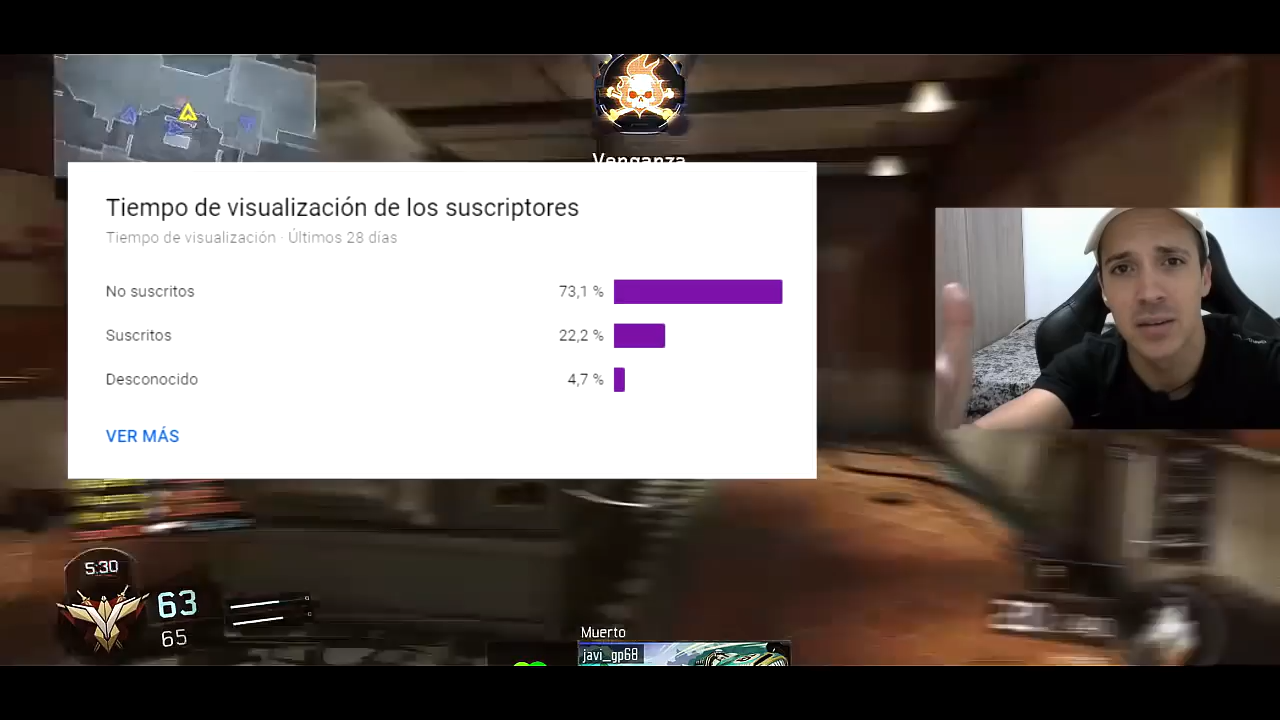 Venganza
Tiempo de visualización de los suscriptores
Tiempo de visualización · Últimos 28 días
No suscritos 73,1 %
Suscritos 22,2 %
Desconocido 4,7 %
VER MÁS
5:30
63
65
Muerto
javi_gp68